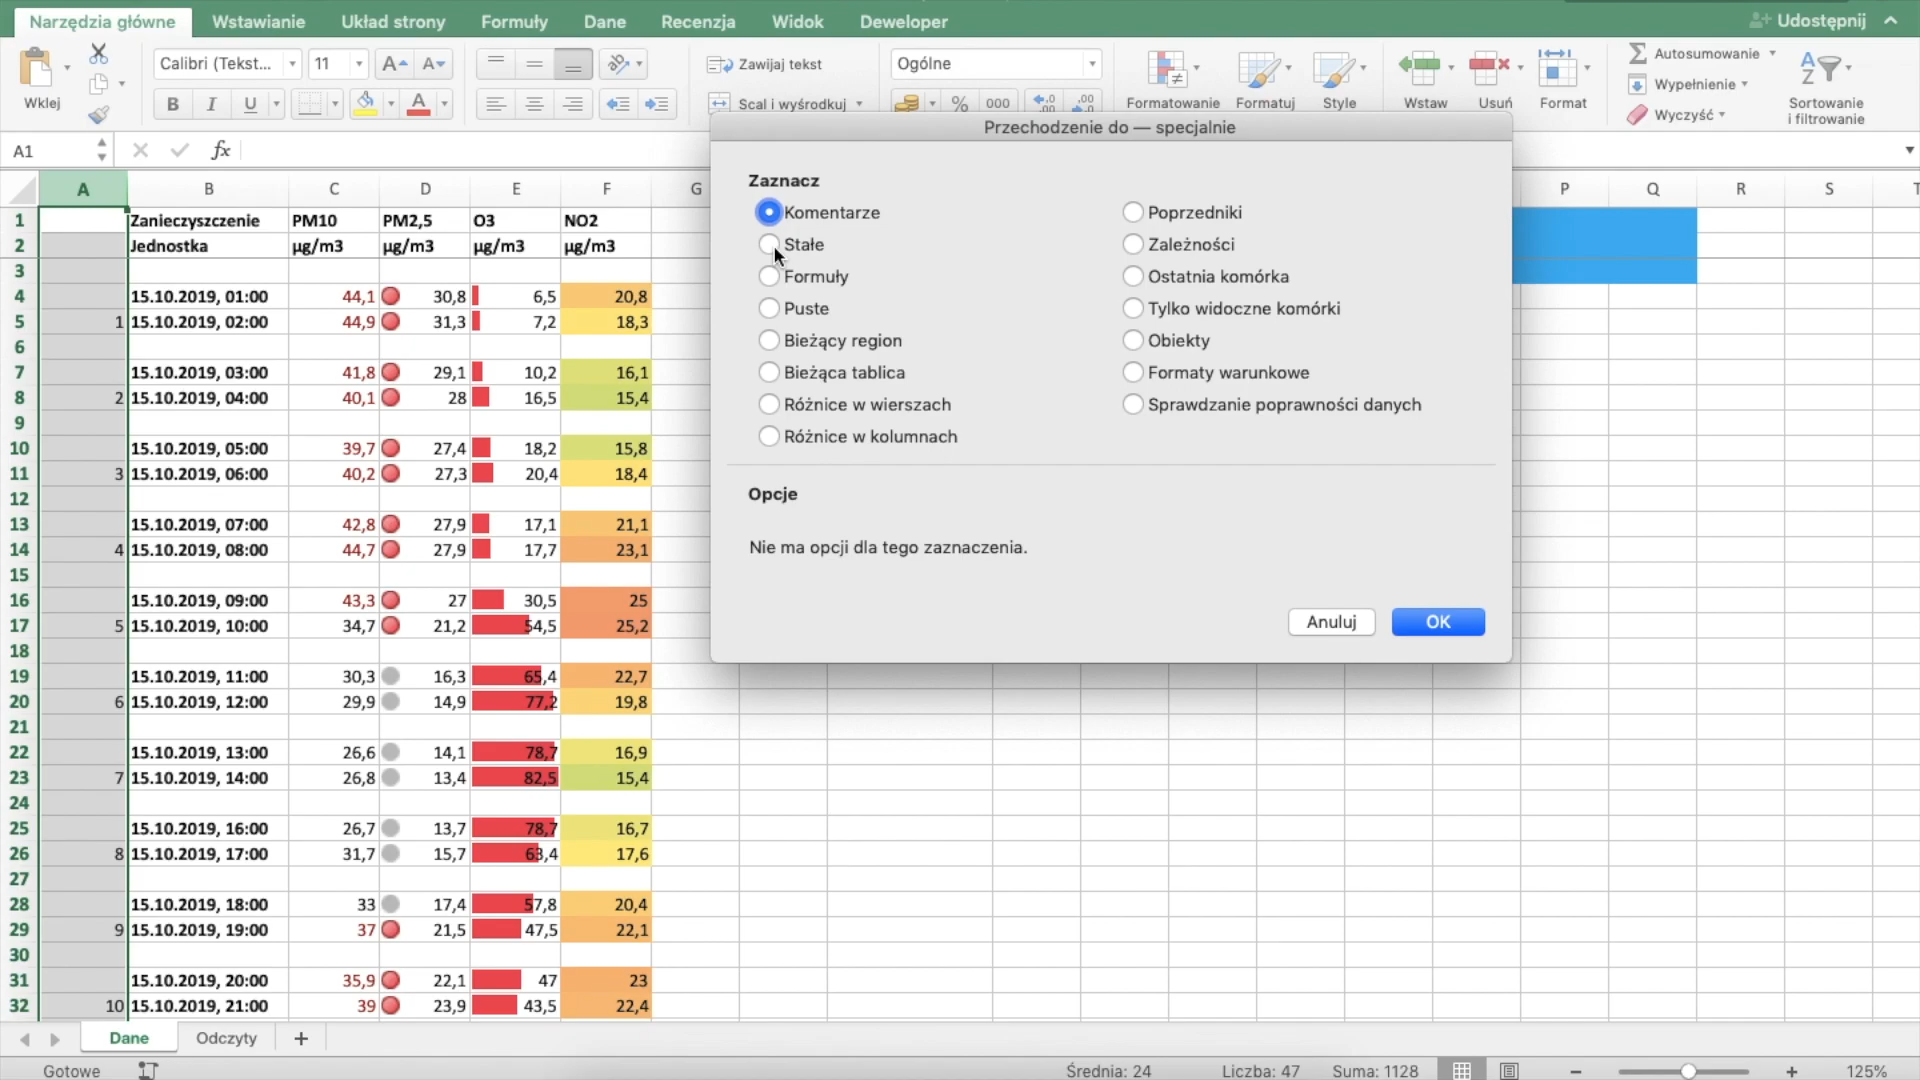 Narzędzia główne Wstawianie Układ strony Formuły Dane Recenzja Widok Deweloper Udostępnij
Wklej
Calibri (Tekst... 11 A A
B I U A
Zawijaj tekst
Scal i wyśrodkuj
Ogólne
% 000 ,0 ,00
Formatowanie Formatuj Style Wstaw Usuń Format
Autosumowanie
Wypełnienie
Wyczyść
Sortowanie
i filtrowanie
A1 fx
Przechodzenie do — specjalnie
Zaznacz
Komentarze Poprzedniki
Stałe Zależności
Formuły Ostatnia komórka
Puste Tylko widoczne komórki
Bieżący region Obiekty
Bieżąca tablica Formaty warunkowe
Różnice w wierszach Sprawdzanie poprawności danych
Różnice w kolumnach
Opcje
Nie ma opcji dla tego zaznaczenia.
Anuluj OK
A B C D E F G P Q R S T
1 Zanieczyszczenie PM10 PM2,5 O3 NO2
2 Jednostka µg/m3 µg/m3 µg/m3 µg/m3
3
4 15.10.2019, 01:00 44,1 30,8 6,5 20,8
5 1 15.10.2019, 02:00 44,9 31,3 7,2 18,3
6
7 15.10.2019, 03:00 41,8 29,1 10,2 16,1
8 2 15.10.2019, 04:00 40,1 28 16,5 15,4
9
10 15.10.2019, 05:00 39,7 27,4 18,2 15,8
11 3 15.10.2019, 06:00 40,2 27,3 20,4 18,4
12
13 15.10.2019, 07:00 42,8 27,9 17,1 21,1
14 4 15.10.2019, 08:00 44,7 27,9 17,7 23,1
15
16 15.10.2019, 09:00 43,3 27 30,5 25
17 5 15.10.2019, 10:00 34,7 21,2 54,5 25,2
18
19 15.10.2019, 11:00 30,3 16,3 65,4 22,7
20 6 15.10.2019, 12:00 29,9 14,9 77,2 19,8
21
22 15.10.2019, 13:00 26,6 14,1 78,7 16,9
23 7 15.10.2019, 14:00 26,8 13,4 82,5 15,4
24
25 15.10.2019, 16:00 26,7 13,7 78,7 16,7
26 8 15.10.2019, 17:00 31,7 15,7 63,4 17,6
27
28 15.10.2019, 18:00 33 17,4 57,8 20,4
29 9 15.10.2019, 19:00 37 21,5 47,5 22,1
30
31 15.10.2019, 20:00 35,9 22,1 47 23
32 10 15.10.2019, 21:00 39 23,9 43,5 22,4
Dane Odczyty +
Gotowe Średnia: 24 Liczba: 47 Suma: 1128 125%